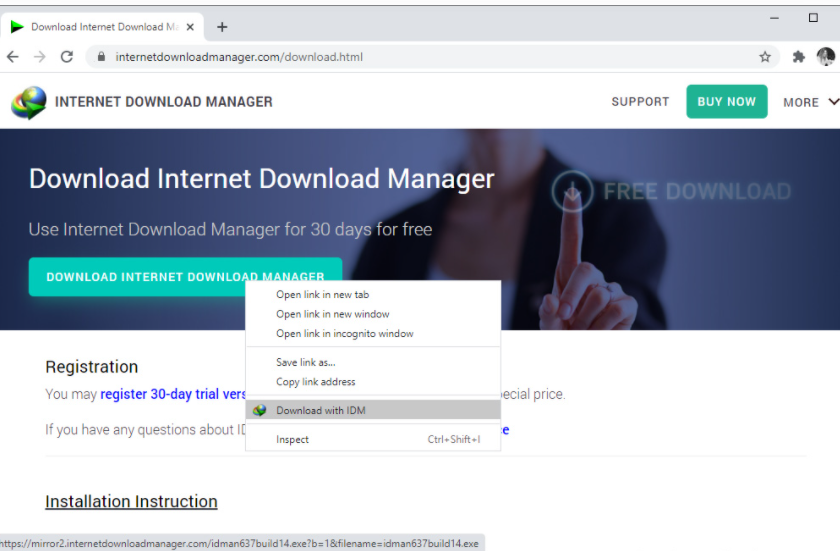 Download Internet Download Ma
internetdownloadmanager.com/download.html
INTERNET DOWNLOAD MANAGER
SUPPORT
BUY NOW
MORE
Download Internet Download Manager
FREE DOWNLOAD
Use Internet Download Manager for 30 days for free
DOWNLOAD INTERNET DOWNLOAD MANAGER
Open link in new tab
Open link in new window
Open link in incognito window
Save link as...
Copy link address
Download with IDM
Inspect Ctrl+Shift+I
Registration
You may register 30-day trial vers ecial price.
If you have any questions about ID e
Installation Instruction
https://mirror2.internetdownloadmanager.com/idman637build14.exe?b=1&filename=idman637build14.exe